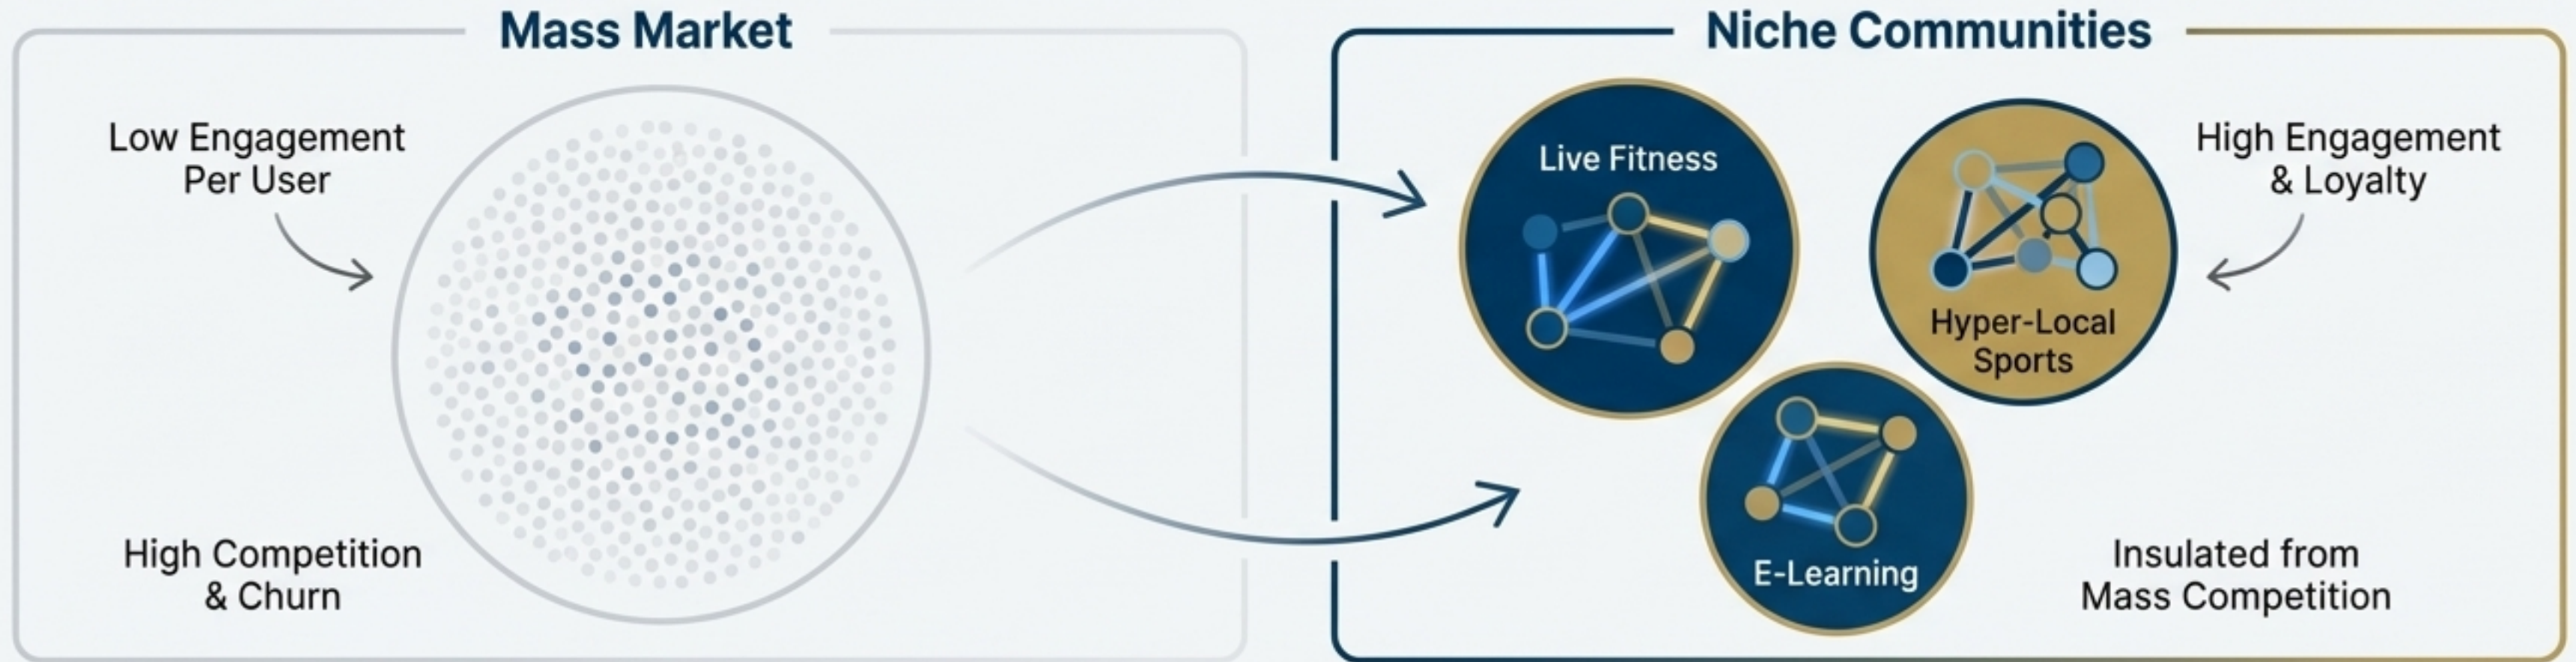 Mass Market
Low Engagement
Per User
High Competition
& Churn
Niche Communities
Live Fitness
Hyper-Local
Sports
E-Learning
High Engagement
& Loyalty
Insulated from
Mass Competition